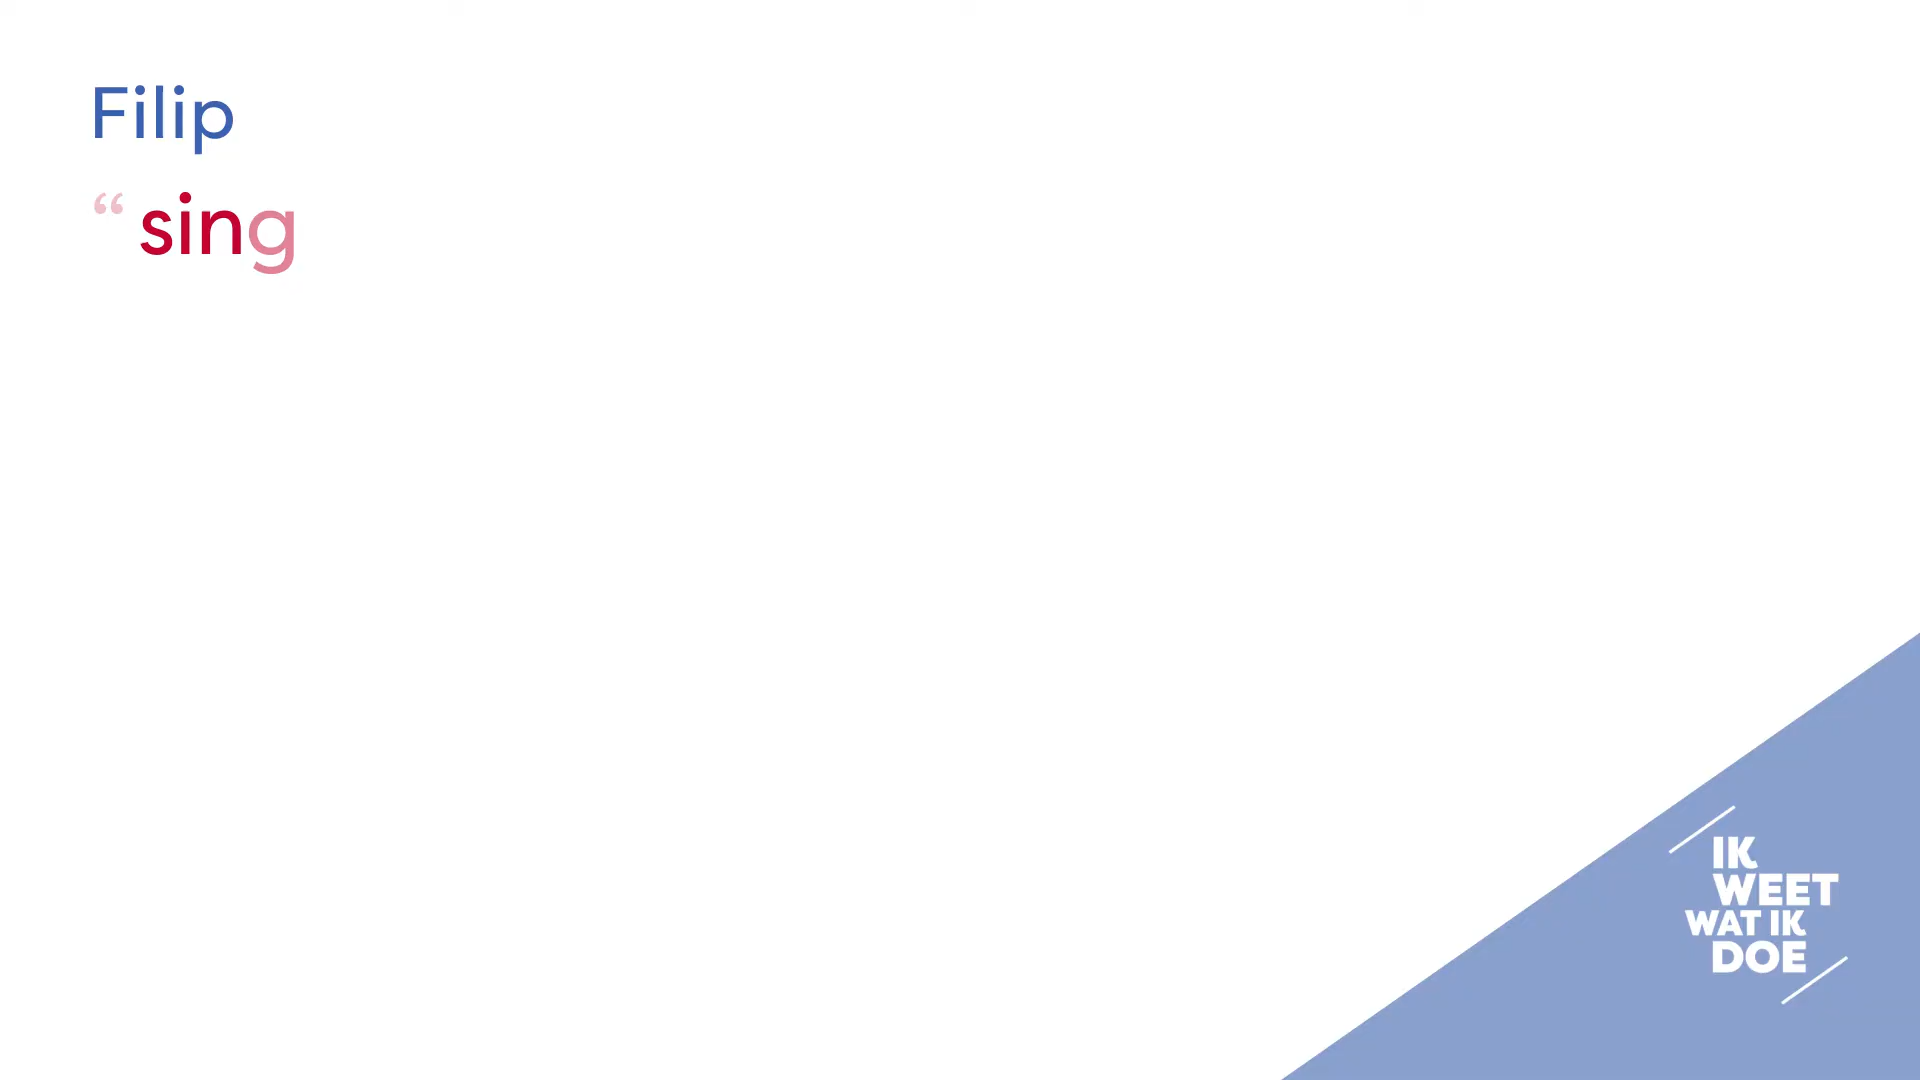 Filip
“ sing
IK
WEET
WAT IK
DOE